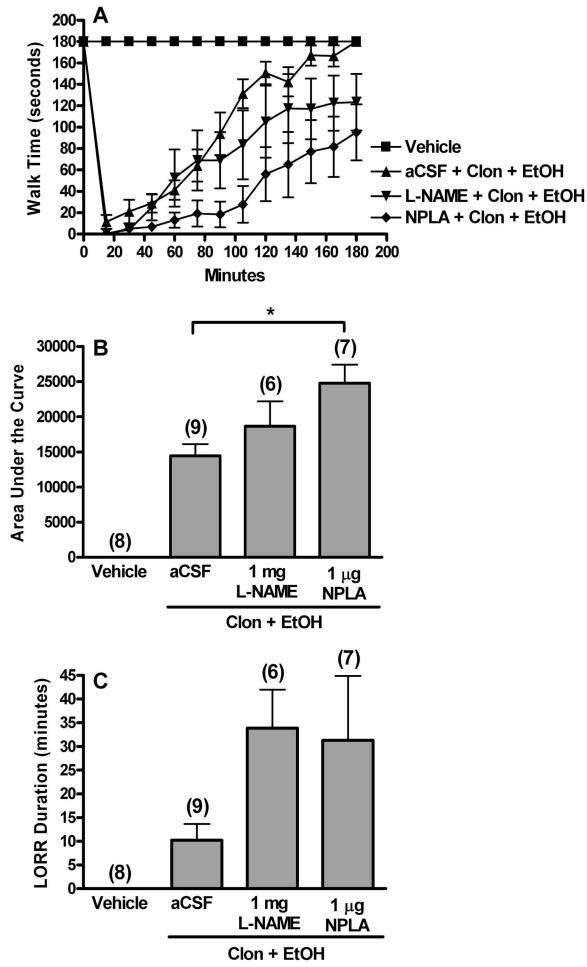 A
Walk Time (seconds)
200
180
160
140
120
100
80
60
40
20
0
0 20 40 60 80 100 120 140 160 180 200
Minutes
Vehicle
aCSF + Clon + EtOH
L-NAME + Clon + EtOH
NPLA + Clon + EtOH
B
*
Area Under the Curve
30000
25000
20000
15000
10000
5000
0
(8) (9) (6) (7)
Vehicle aCSF 1 mg 1 μg
L-NAME NPLA
Clon + EtOH
C
LORR Duration (minutes)
45
35
30
25
20
15
10
5
0
(8) (9) (6) (7)
Vehicle aCSF 1 mg 1 μg
L-NAME NPLA
Clon + EtOH